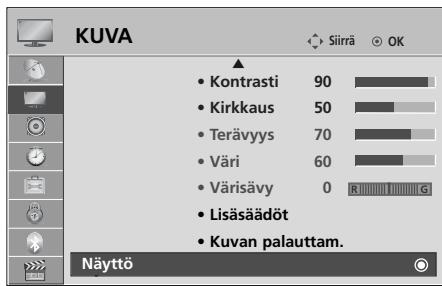 KUVA Siirrä OK
• Kontrasti 90
• Kirkkaus 50
• Terävyys 70
• Väri 60
• Värisävy 0 R G
• Lisäsäädöt
• Kuvan palauttam.
Näyttö